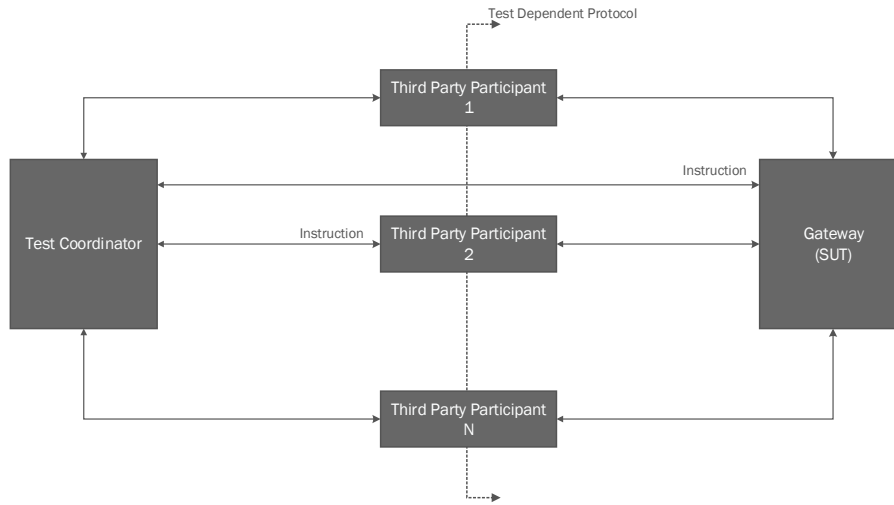 Test Dependent Protocol
Third Party Participant
1
Instruction
Test Coordinator
Instruction
Third Party Participant
2
Gateway
(SUT)
Third Party Participant
N